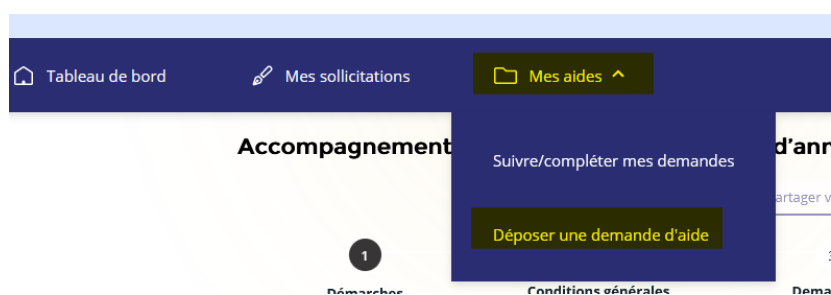 Tableau de bord
Mes sollicitations
Mes aides
Accompagnement
d'ann
Suivre/compléter mes demandes
artager v
Déposer une demande d'aide
1
Démarches
Conditions générales
Dema